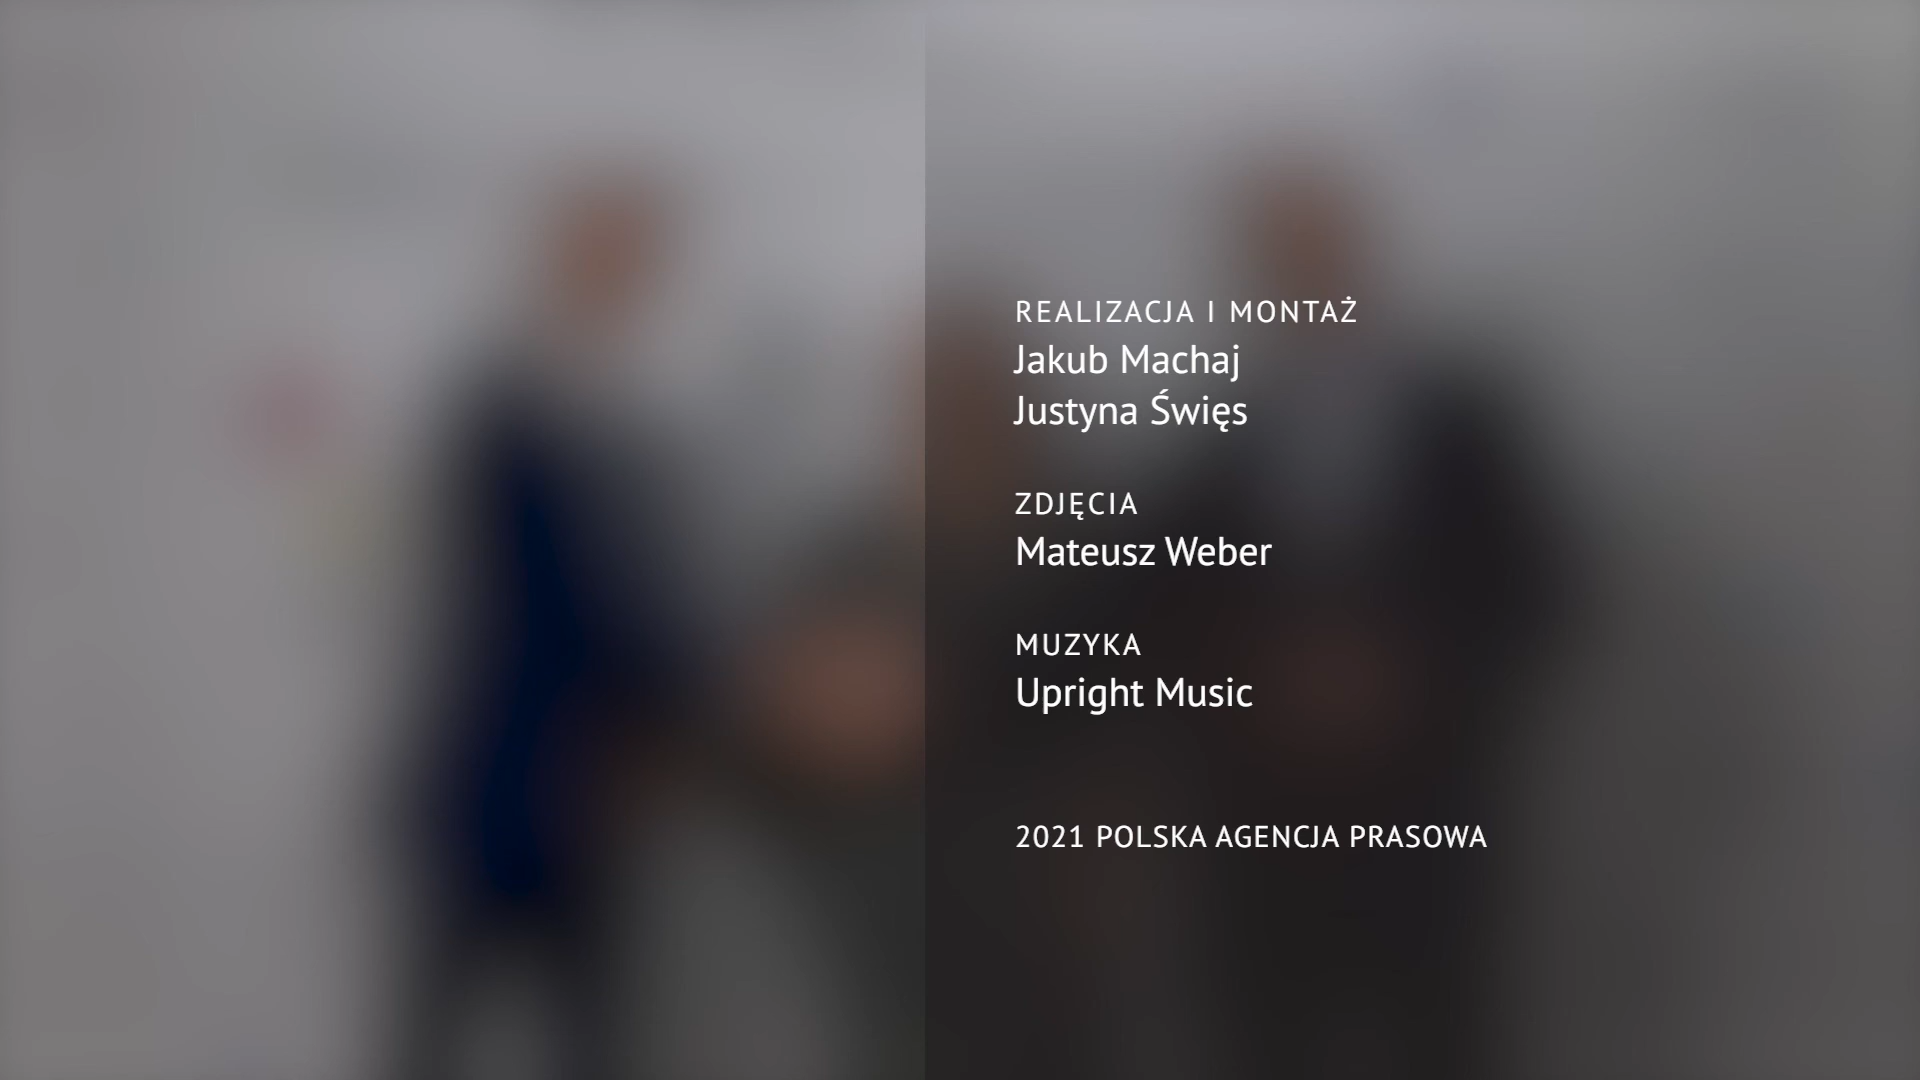 REALIZACJA I MONTAŻ
Jakub Machaj
Justyna Święs
ZDJĘCIA
Mateusz Weber
MUZYKA
Upright Music
2021 POLSKA AGENCJA PRASOWA